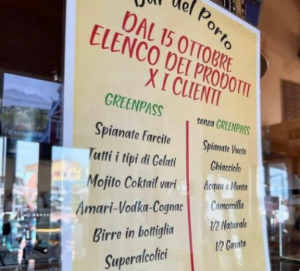 Bar del Porto
DAL 15 OTTOBRE
ELENCO DEI PRODOTTI
X I CLIENTI
GREENPASS
Spianate Farcite
Tutti i tipi di Gelati
Mojito Coktail vari
Amari-Vodka-Cognac
Birre in bottiglia
Superalcolici
senza GREENPASS
Spianate Vuote
Ghiacciolo
Acqua e Menta
Camomilla
1/2 Naturale
1/2 Gasata